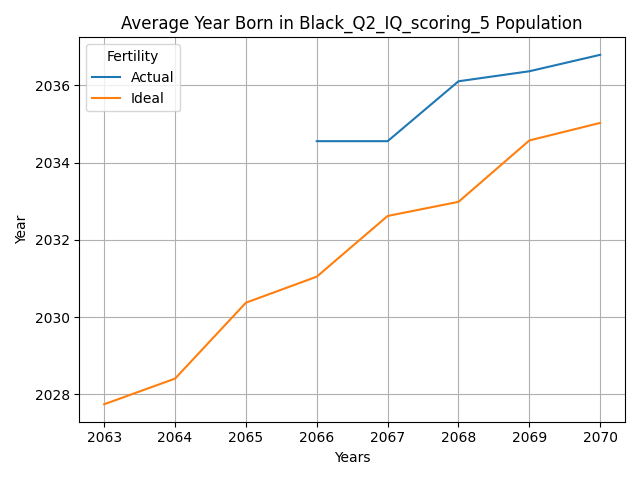 Average Year Born in Black_Q2_IQ_scoring_5 Population
Fertility
Actual
Ideal
2036
2034
2032
2030
2028
Year
2063 2064 2065 2066 2067 2068 2069 2070
Years